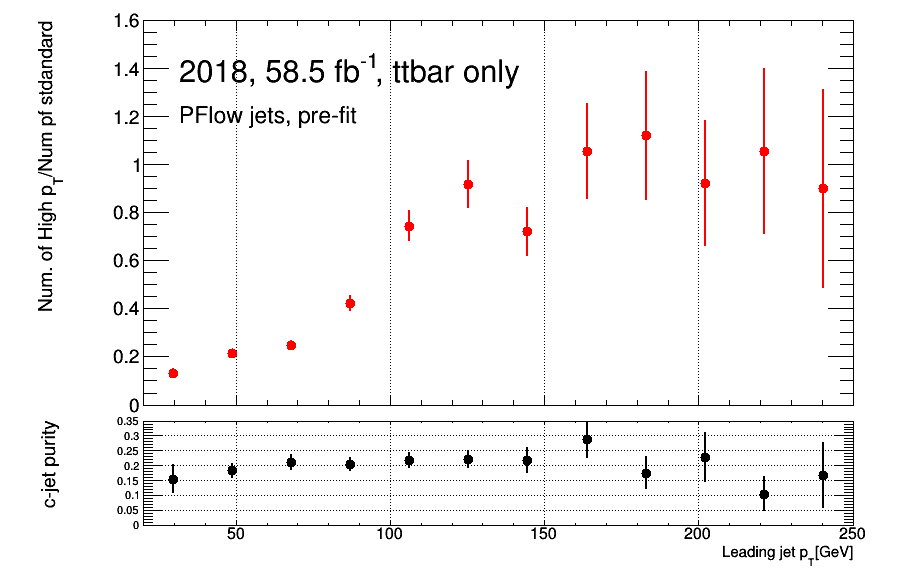 Num. of High pT/Num pf stdandard
1.6
1.4
1.2
1
0.8
0.6
0.4
0.2
0
2018, 58.5 fb-1, ttbar only
PFlow jets, pre-fit
c-jet purity
0.35
0.3
0.25
0.2
0.15
0.1
0.05
0
50 100 150 200 250
Leading jet pT[GeV]